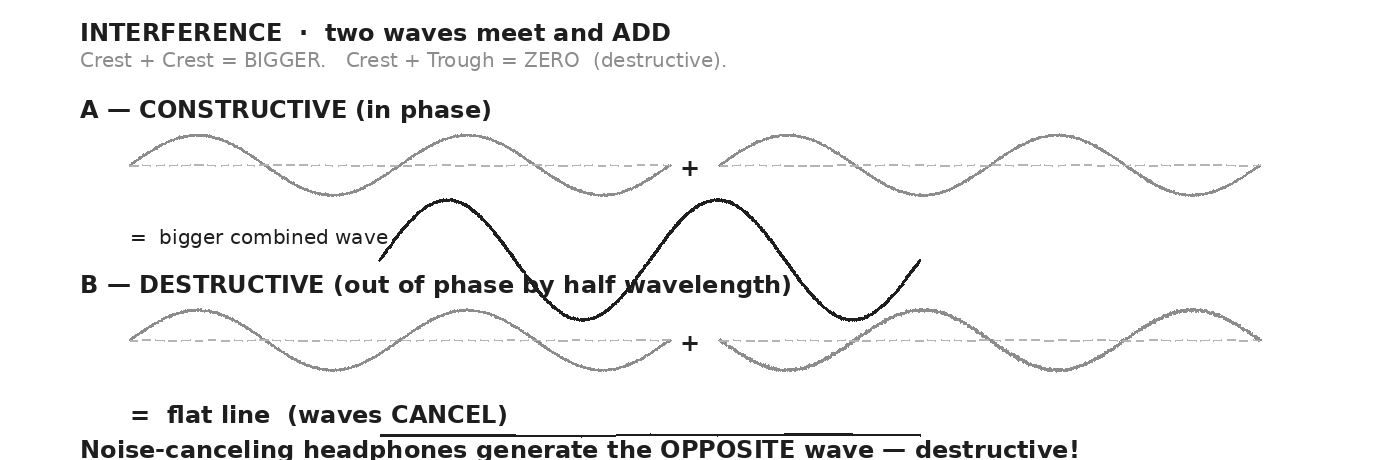 INTERFERENCE · two waves meet and ADD
Crest + Crest = BIGGER. Crest + Trough = ZERO (destructive).
A — CONSTRUCTIVE (in phase)
+
= bigger combined wave
B — DESTRUCTIVE (out of phase by half wavelength)
+
= flat line (waves CANCEL)
Noise-canceling headphones generate the OPPOSITE wave — destructive!